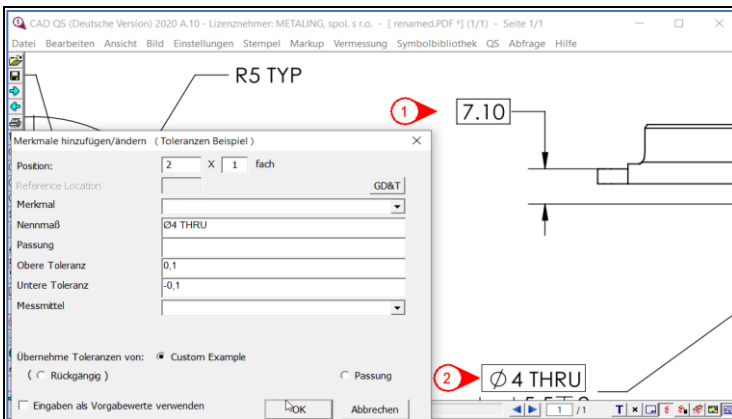 CAD QS (Deutsche Version) 2020 A.10 - Lizenznehmer: METALING, spol. s r.o. - [ renamed.PDF *] (1/1) - Seite 1/1
Datei Bearbeiten Ansicht Bild Einstellungen Stempel Markup Vermessung Symbolbibliothek QS Abfrage Hilfe
R5 TYP
1 7.10
Merkmale hinzufügen/ändern ( Toleranzen Beispiel )
Position: 2 X 1 fach
Reference Location GD&T
Merkmal
Nennmaß Ø4 THRU
Passung
Obere Toleranz 0,1
Untere Toleranz -0,1
Messmittel
Übernehme Toleranzen von: Custom Example
( Rückgängig ) Passung
2 Ø4 THRU
Eingaben als Vorgabewerte verwenden OK Abbrechen
1 /1 T